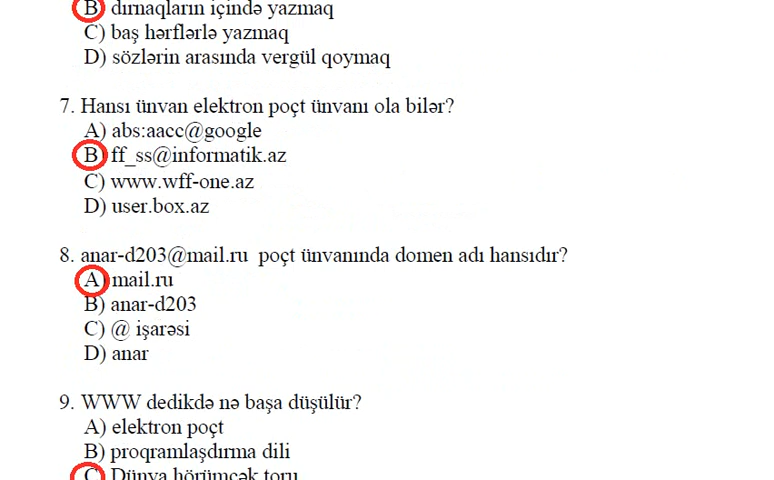 B) dırnaqların içində yazmaq
C) baş hərflərlə yazmaq
D) sözlərin arasında vergül qoymaq
7. Hansı ünvan elektron poçt ünvanı ola bilər?
A) abs:aacc@google
B) ff_ss@informatik.az
C) www.wff-one.az
D) user.box.az
8. anar-d203@mail.ru poçt ünvanında domen adı hansıdır?
A) mail.ru
B) anar-d203
C) @ işarəsi
D) anar
9. WWW dedikdə nə başa düşülür?
A) elektron poçt
B) proqramlaşdırma dili
C) Dünya hörümçək toru